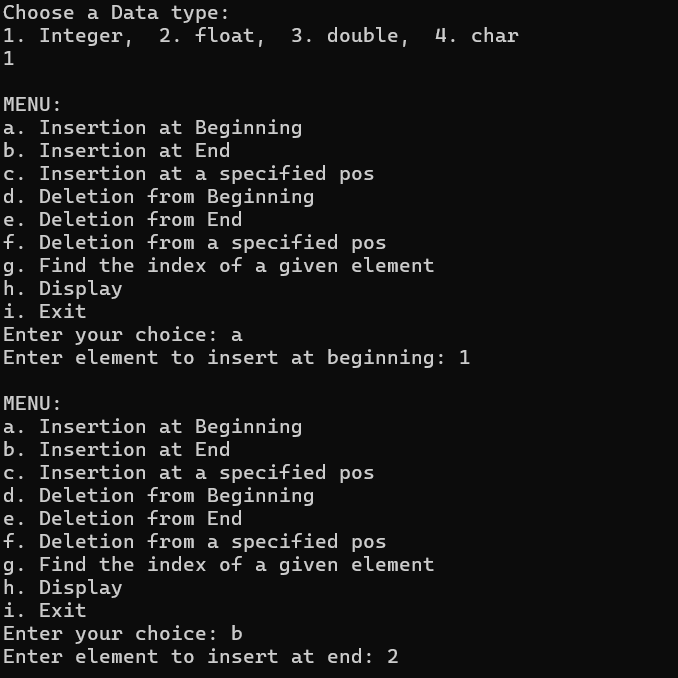 Choose a Data type:
1. Integer,  2. float,  3. double,  4. char
1

MENU:
a. Insertion at Beginning
b. Insertion at End
c. Insertion at a specified pos
d. Deletion from Beginning
e. Deletion from End
f. Deletion from a specified pos
g. Find the index of a given element
h. Display
i. Exit
Enter your choice: a
Enter element to insert at beginning: 1

MENU:
a. Insertion at Beginning
b. Insertion at End
c. Insertion at a specified pos
d. Deletion from Beginning
e. Deletion from End
f. Deletion from a specified pos
g. Find the index of a given element
h. Display
i. Exit
Enter your choice: b
Enter element to insert at end: 2